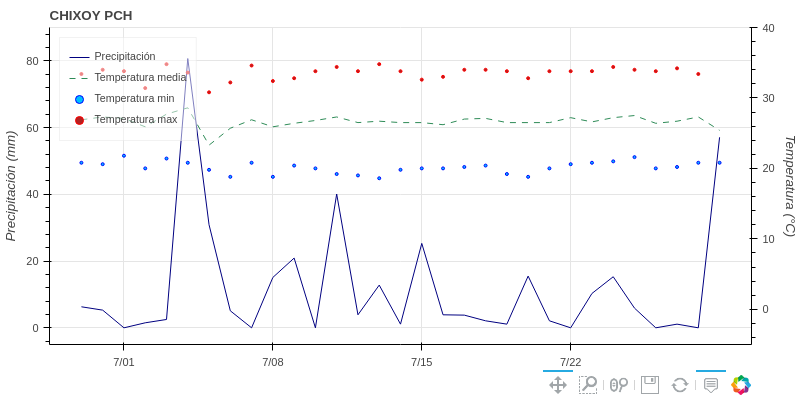 CHIXOY PCH
Precipitación
Temperatura media
Temperatura min
Temperatura max
Precipitación (mm)
80
60
40
20
0
Temperatura (°C)
40
30
20
10
0
7/01
7/08
7/15
7/22